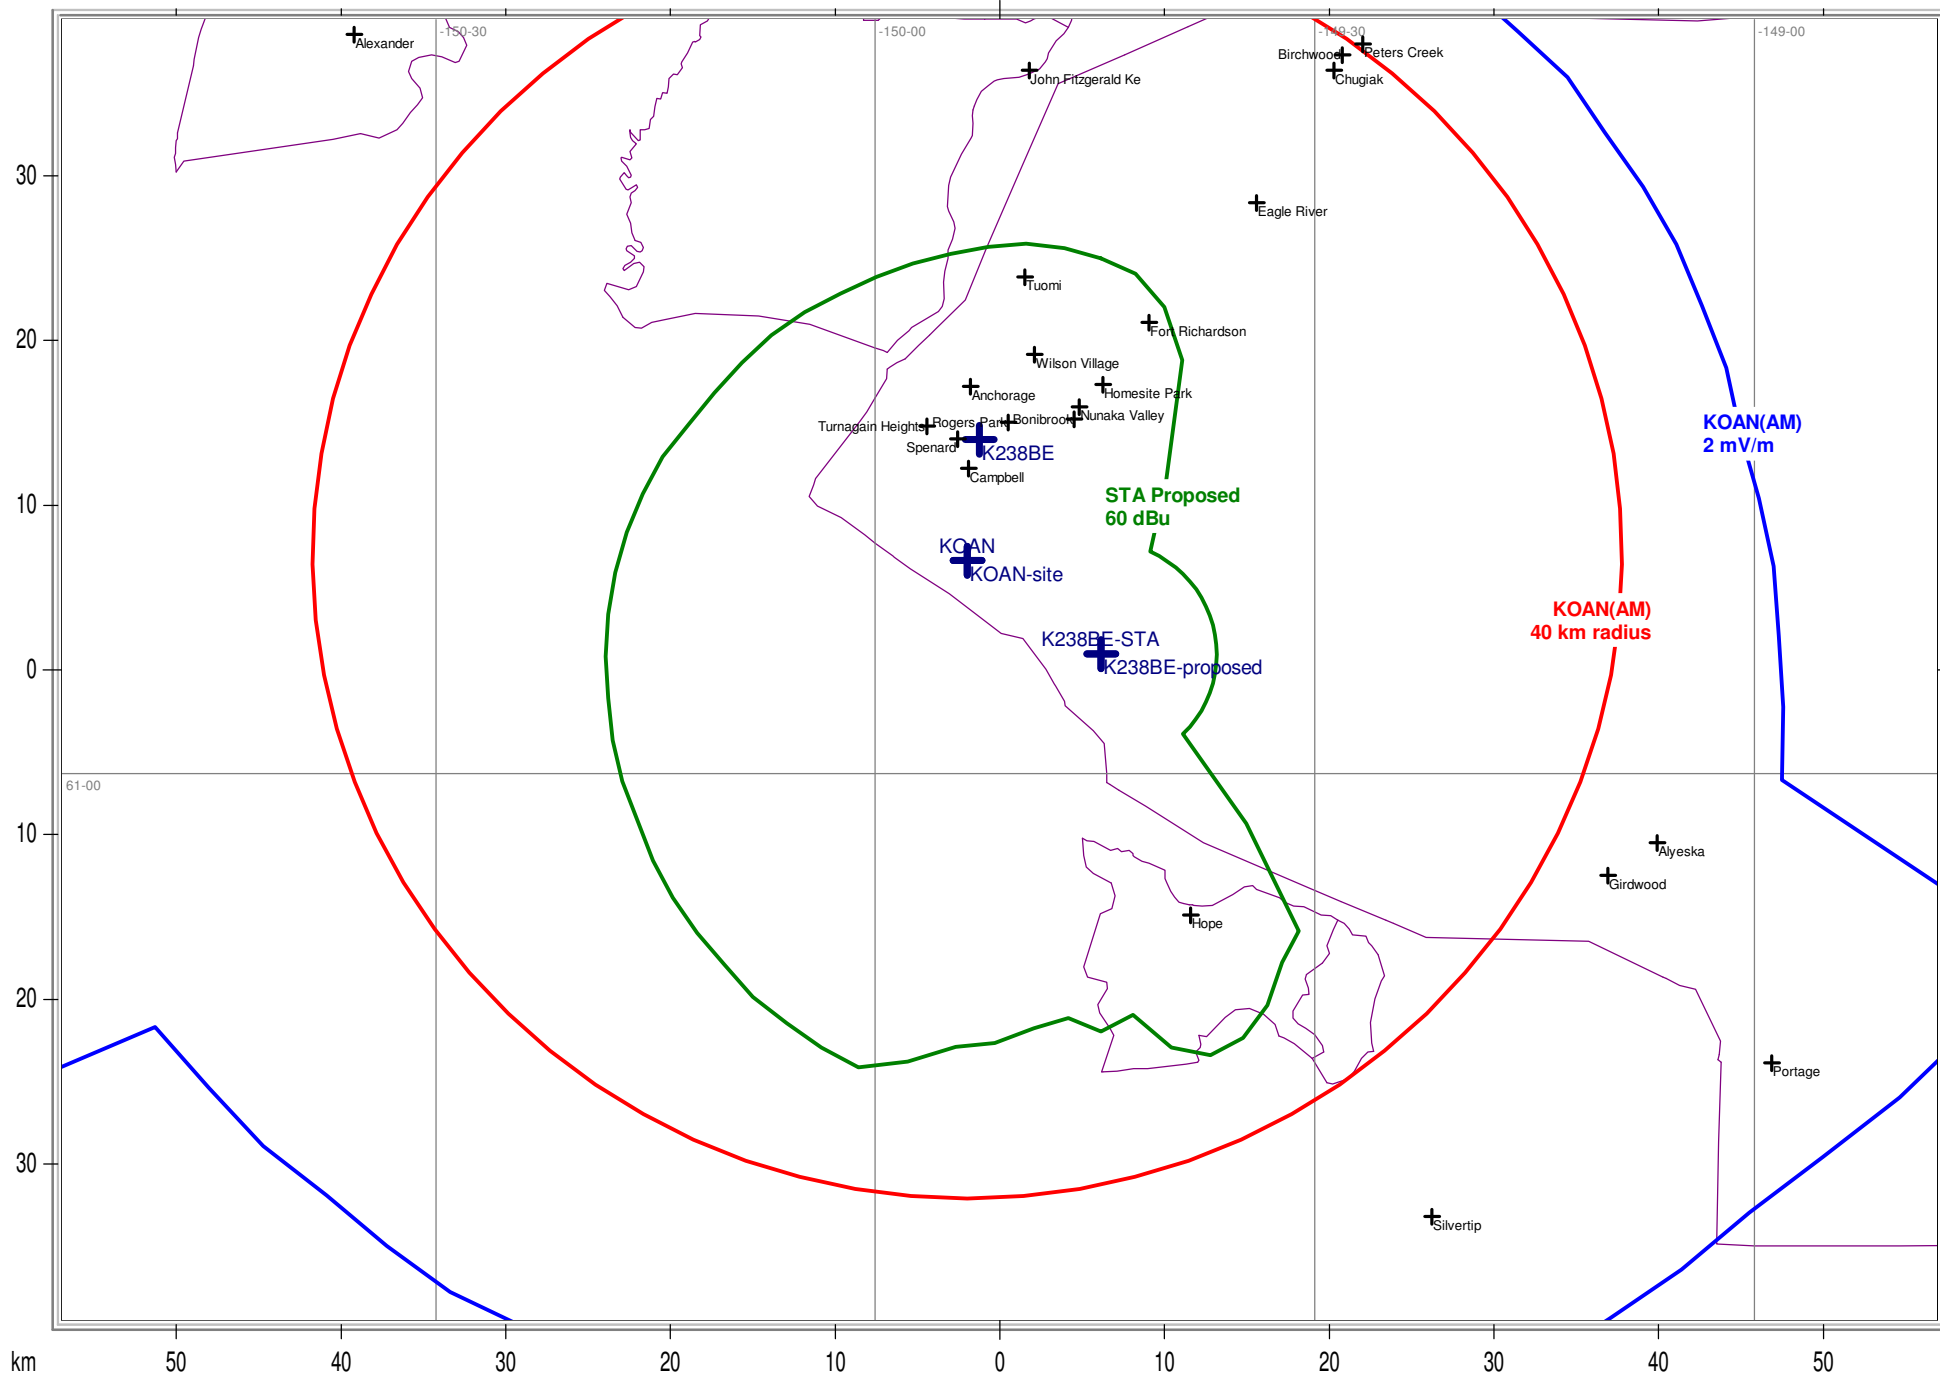 -150-30
-150-00
-149-30
-149-00
Alexander
John Fitzgerald Ke
Birchwood
Peters Creek
Chugiak
30
Eagle River
Tuomi
20
Fort Richardson
Wilson Village
Anchorage
Homesite Park
Turnagain Heights
Rogers Park
Bonibrook
Nunaka Valley
Spenard
K238BE
Campbell
KOAN(AM)
2 mV/m
10
STA Proposed
60 dBu
KOAN
KOAN-site
KOAN(AM)
40 km radius
K238BE-STA
K238BE-proposed
0
61-00
10
Alyeska
Girdwood
Hope
20
Portage
30
Silvertip
km
50
40
30
20
10
0
10
20
30
40
50